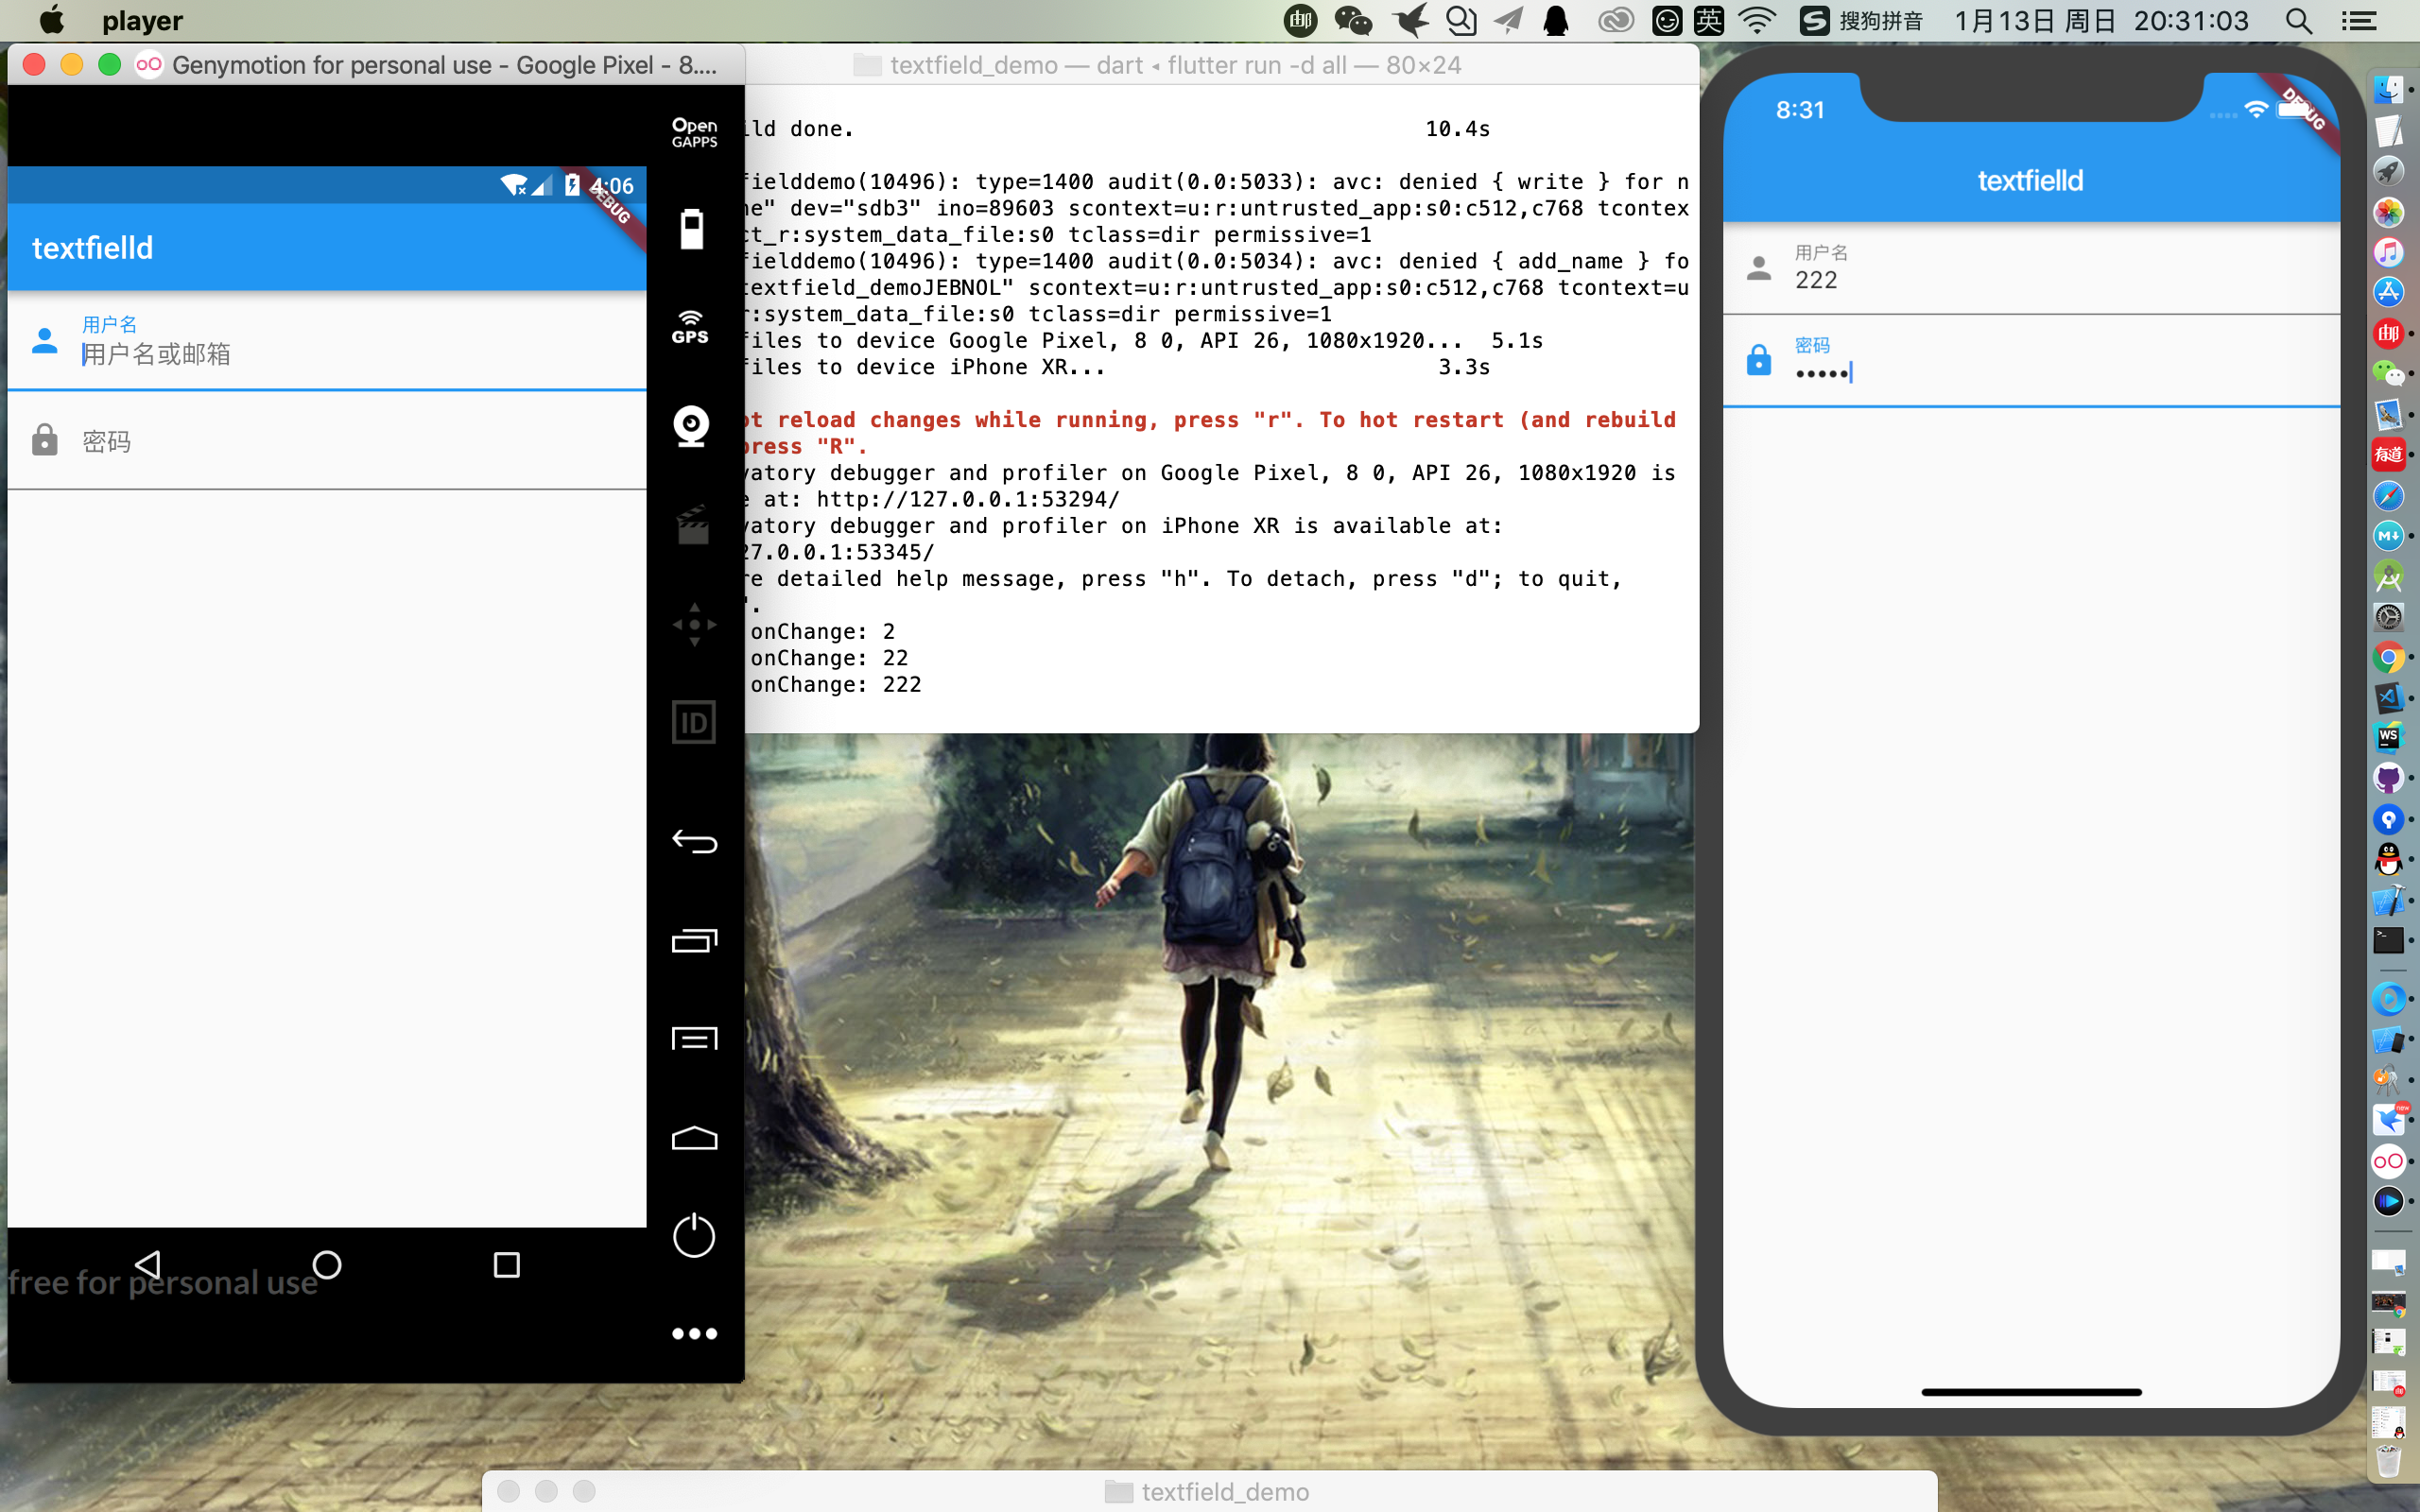 player
英
搜狗拼音
1月13日 周日 20:31:03
Genymotion for personal use - Google Pixel - 8....
Open
GAPPS
4:06
DEBUG
textfielld
用户名
用户名或邮箱
密码
GPS
ID
free for personal use
textfield_demo — dart ◂ flutter run -d all — 80×24
ild done. 10.4s
fielddemo(10496): type=1400 audit(0.0:5033): avc: denied { write } for n
me" dev="sdb3" ino=89603 scontext=u:r:untrusted_app:s0:c512,c768 tcontex
ct_r:system_data_file:s0 tclass=dir permissive=1
fielddemo(10496): type=1400 audit(0.0:5034): avc: denied { add_name } fo
textfield_demoJEBNOL" scontext=u:r:untrusted_app:s0:c512,c768 tcontext=u
r:system_data_file:s0 tclass=dir permissive=1
files to device Google Pixel, 8 0, API 26, 1080x1920... 5.1s
files to device iPhone XR... 3.3s
ot reload changes while running, press "r". To hot restart (and rebuild
press "R".
vatory debugger and profiler on Google Pixel, 8 0, API 26, 1080x1920 is
e at: http://127.0.0.1:53294/
vatory debugger and profiler on iPhone XR is available at:
27.0.0.1:53345/
re detailed help message, press "h". To detach, press "d"; to quit,
".
onChange: 2
onChange: 22
onChange: 222
8:31
DEBUG
textfielld
用户名
222
密码
•••••
邮
有道
M
WS
new
textfield_demo